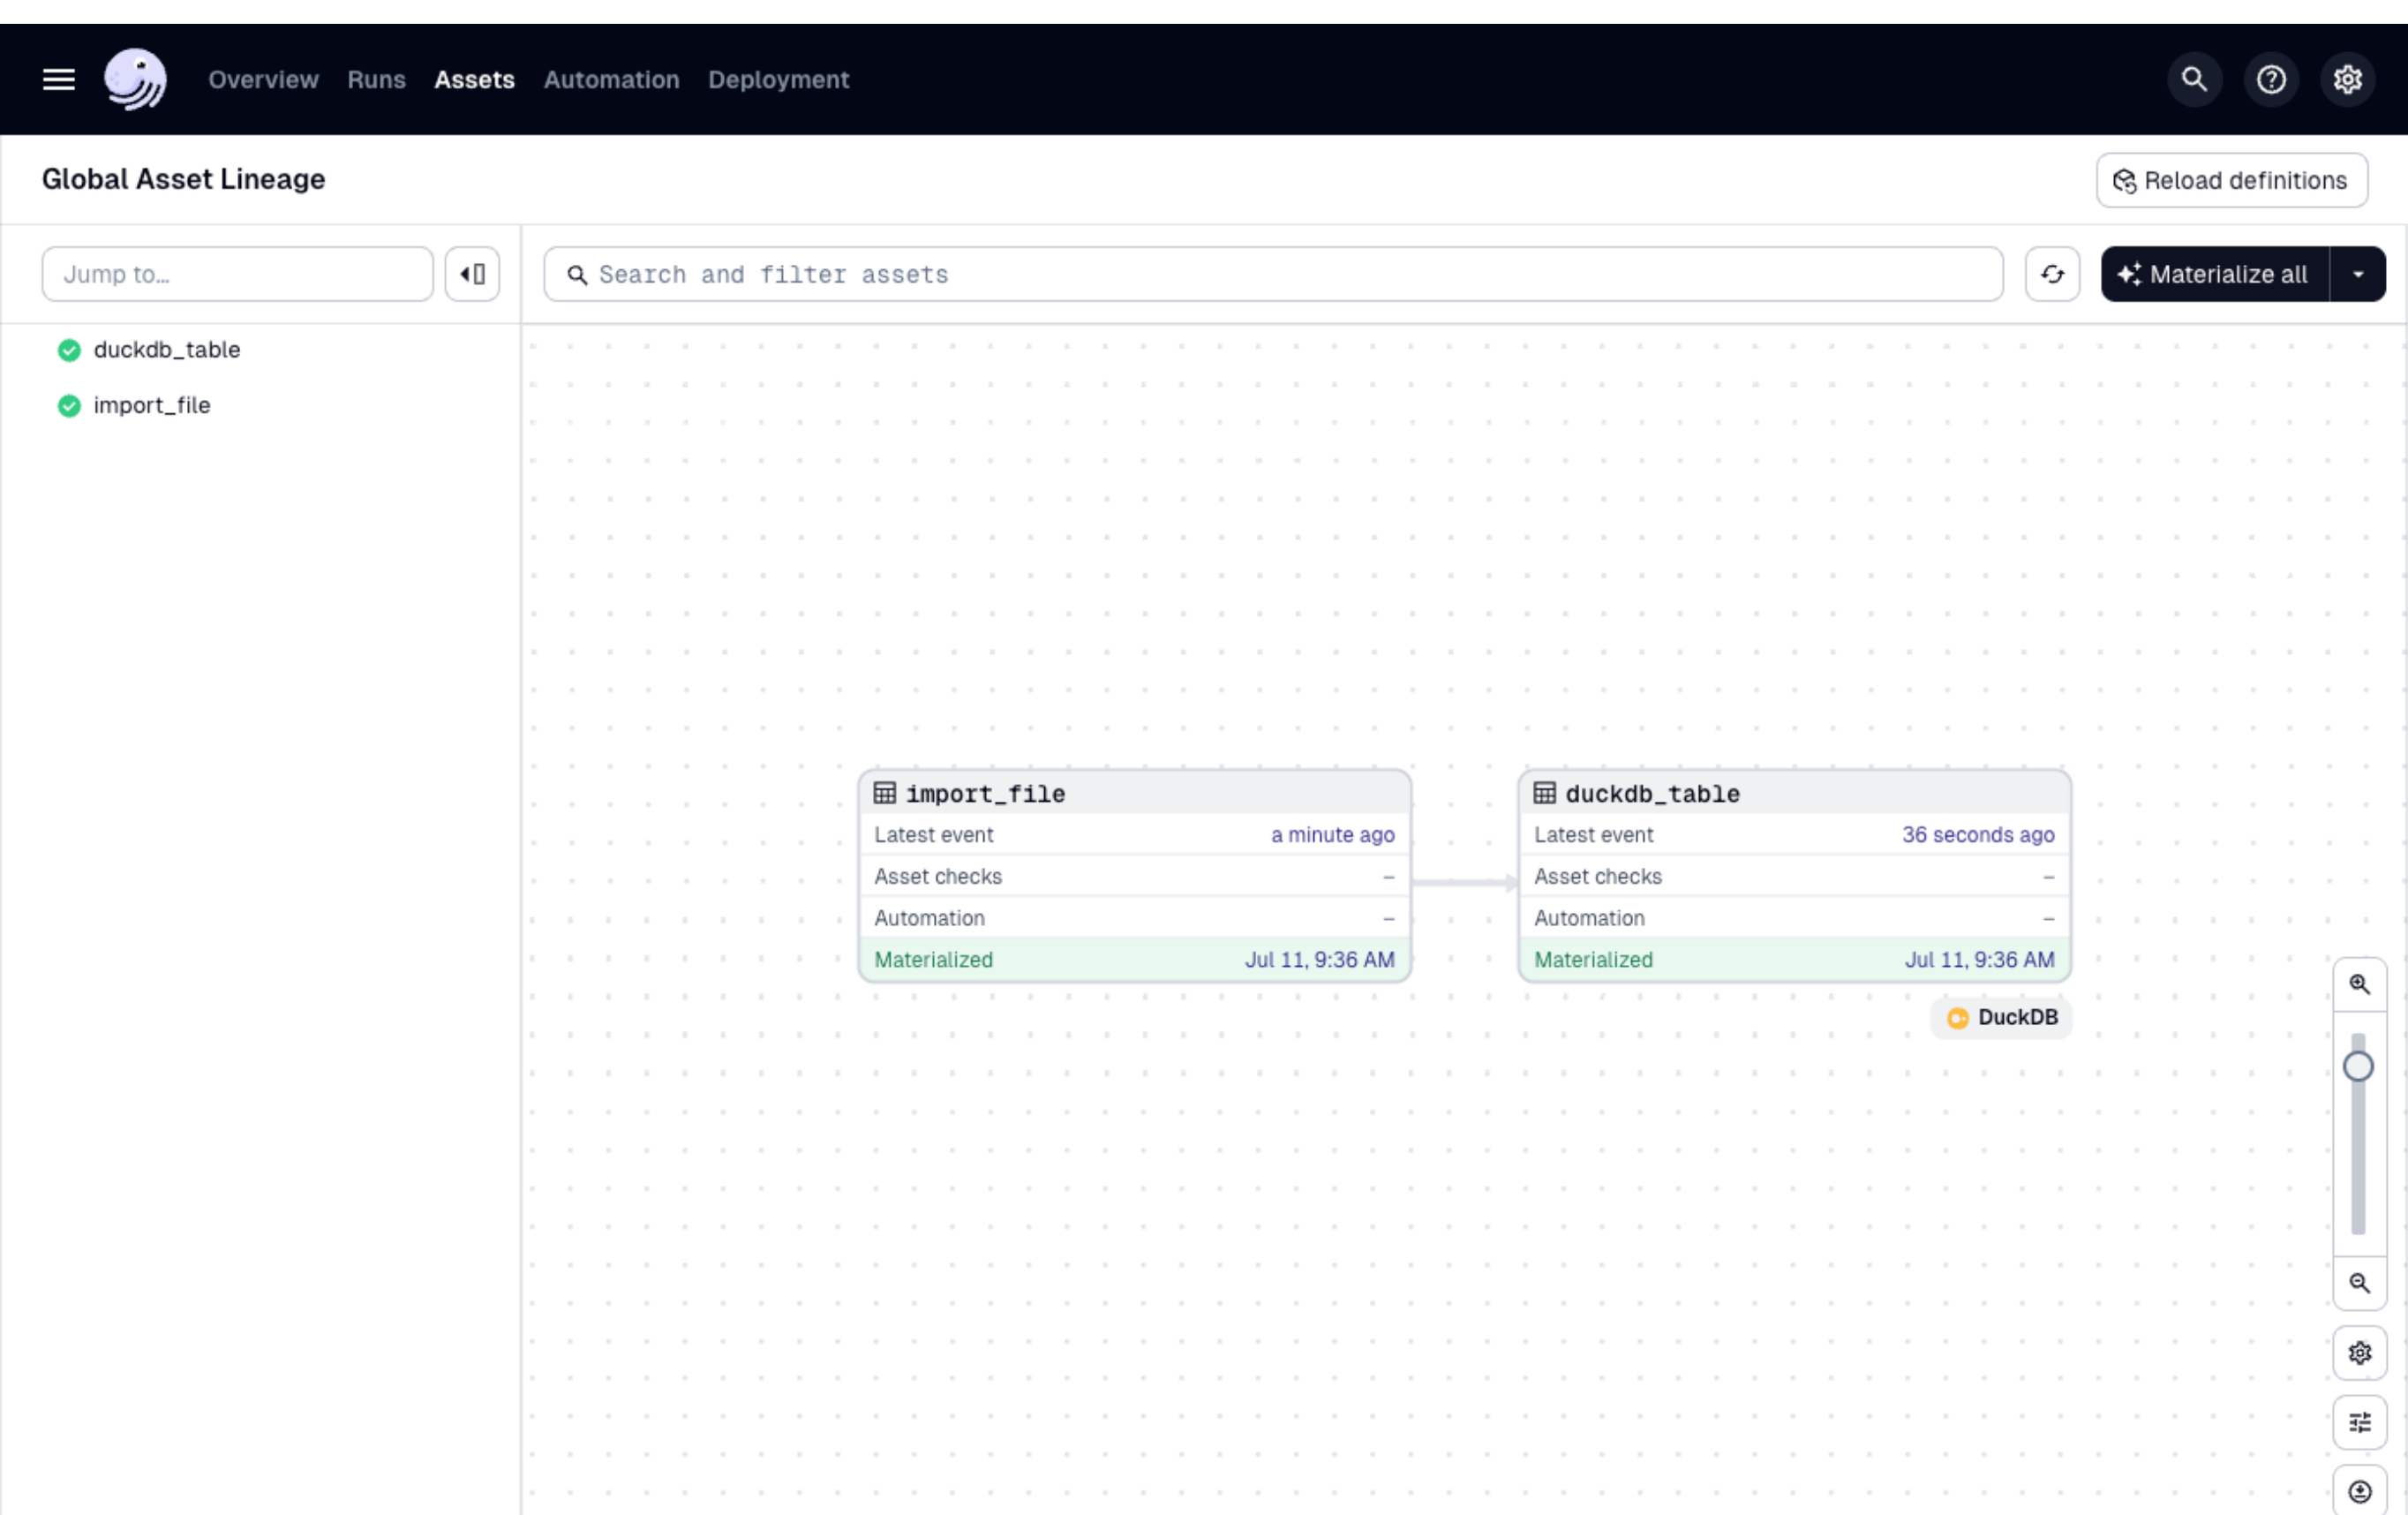 Overview Runs Assets Automation Deployment
Global Asset Lineage
Reload definitions
Jump to…
Search and filter assets
Materialize all
duckdb_table
import_file
import_file
Latest event a minute ago
Asset checks –
Automation –
Materialized Jul 11, 9:36 AM
duckdb_table
Latest event 36 seconds ago
Asset checks –
Automation –
Materialized Jul 11, 9:36 AM
DuckDB